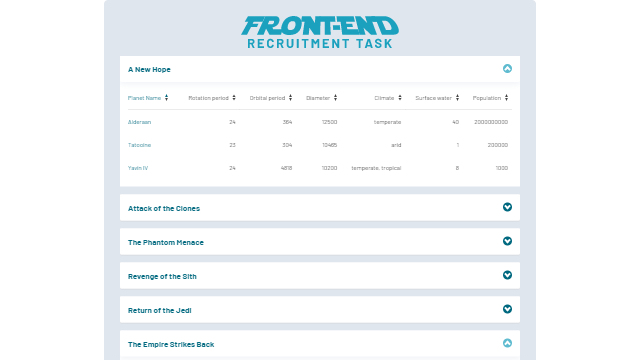 FRONT-END
RECRUITMENT TASK
A New Hope
Planet Name Rotation period Orbital period Diameter Climate Surface water Population
Alderaan 24 364 12500 temperate 40 2000000000
Tatooine 23 304 10465 arid 1 200000
Yavin IV 24 4818 10200 temperate, tropical 8 1000
Attack of the Clones
The Phantom Menace
Revenge of the Sith
Return of the Jedi
The Empire Strikes Back